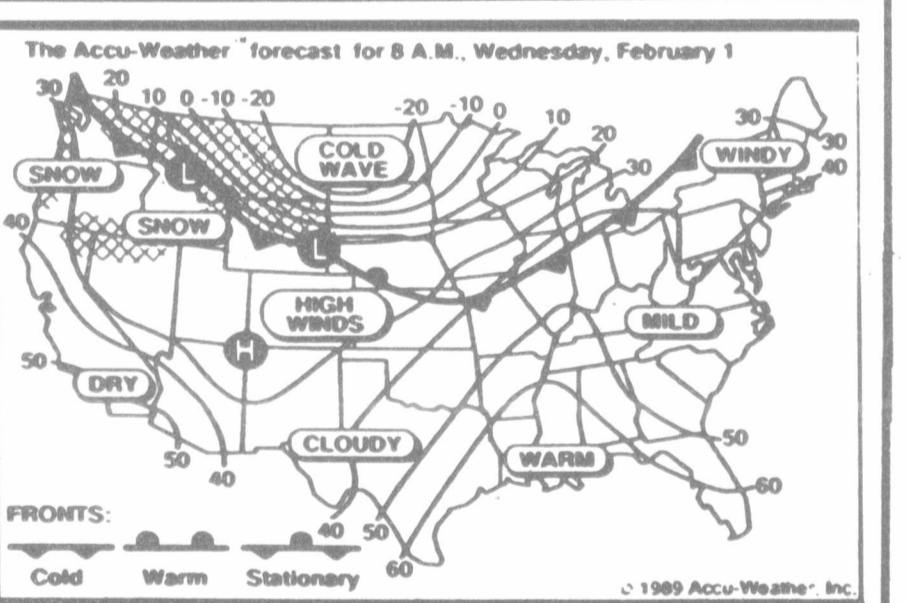 The Accu-Weather™ forecast for 8 A.M., Wednesday, February 1
30 20 10 0 -10 -20
-20 -10 0 10 20 30
30 30 40
COLD
WAVE
WINDY
SNOW
L
SNOW
40
L
HIGH
WINDS
MILD
H
50
DRY
CLOUDY
WARM
50
50
40
60
40 50
60
FRONTS:
Cold Warm Stationary
© 1989 Accu-Weather, Inc.